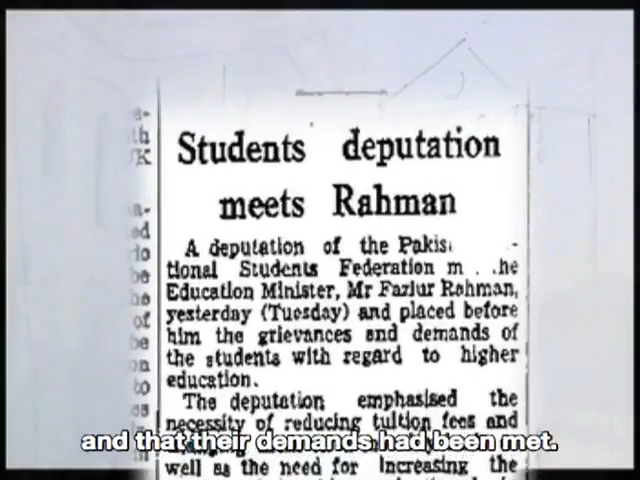 Students deputation
meets Rahman
A deputation of the
tional Students Federation
Education Minister, Mr Fazlur Rahman,
yesterday (Tuesday) and placed before
him the grievances and demands of
the students with regard to higher
education.
The deputation emphasised the
necessity of reducing tuition fees and
and that their demands had been met.
well as the need for increasing the